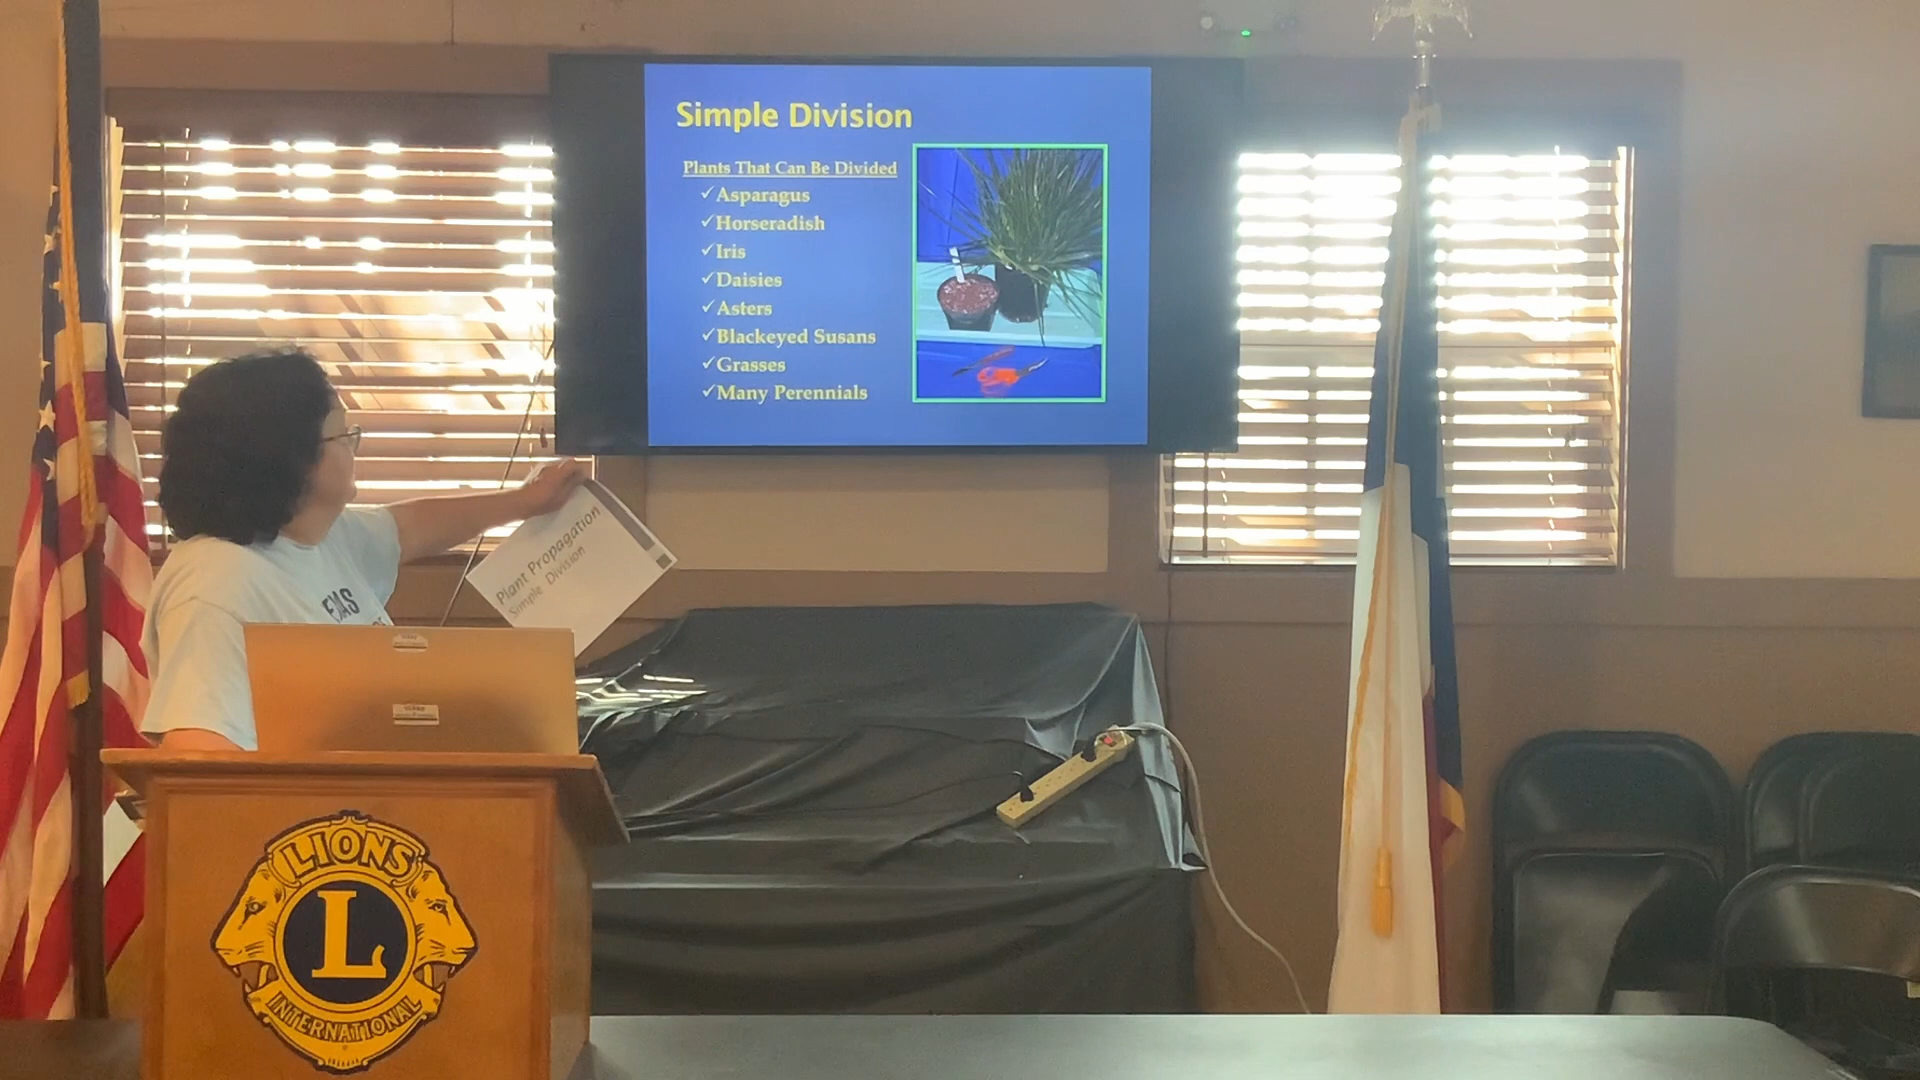 Simple Division
Plants That Can Be Divided
✓Asparagus
✓Horseradish
✓Iris
✓Daisies
✓Asters
✓Blackeyed Susans
✓Grasses
✓Many Perennials
Plant Propagation
Simple Division
EXAS
LIONS
L
INTERNATIONAL